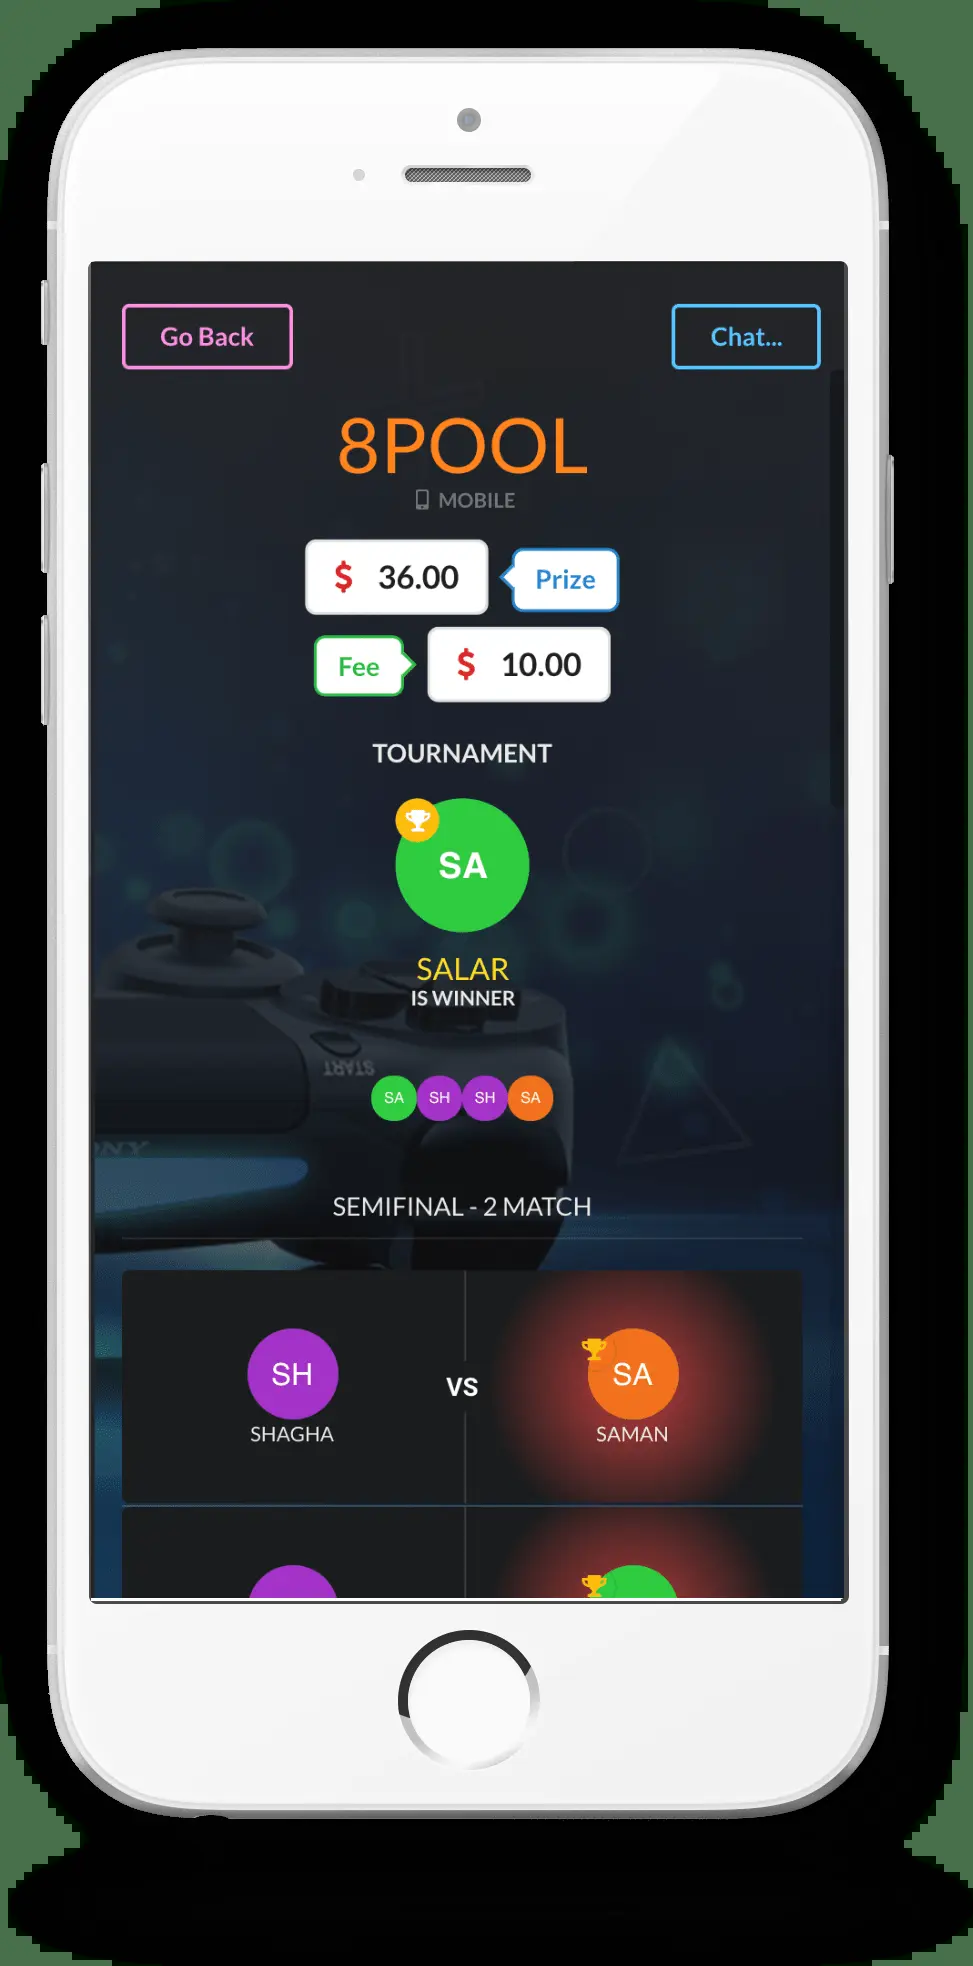 Go Back
Chat...
8POOL
MOBILE
$ 36.00 Prize
Fee $ 10.00
TOURNAMENT
SA
SALAR
IS WINNER
START
SA SH SH SA
SEMIFINAL - 2 MATCH
SH VS SA
SHAGHA SAMAN